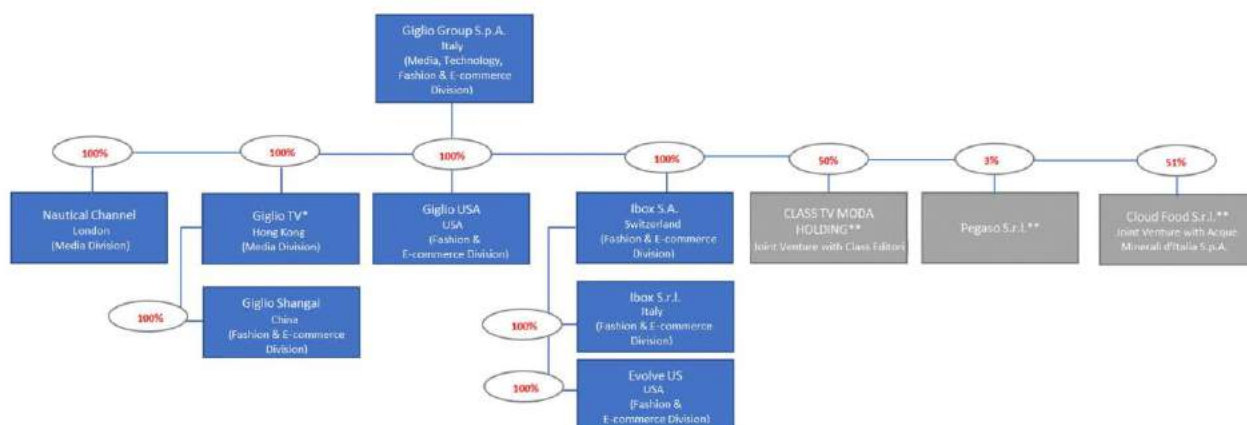 Giglio Group S.p.A.
Italy
(Media, Technology,
Fashion & E-commerce
Division)
100%
100%
100%
100%
50%
3%
51%
Nautical Channel
London
(Media Division)
Giglio TV*
Hong Kong
(Media Division)
Giglio USA
USA
(Fashion &
E-commerce Division)
Ibox S.A.
Switzerland
(Fashion & E-commerce
Division)
CLASS TV MODA
HOLDING**
Joint Venture with Class Editori
Pegaso S.r.l.**
Cloud Food S.r.l.**
Joint Venture with Acque
Minerali d'Italia S.p.A.
100%
Giglio Shangai
China
(Fashion & E-commerce
Division)
100%
Ibox S.r.l.
Italy
(Fashion & E-commerce
Division)
100%
Evolve US
USA
(Fashion &
E-commerce Division)